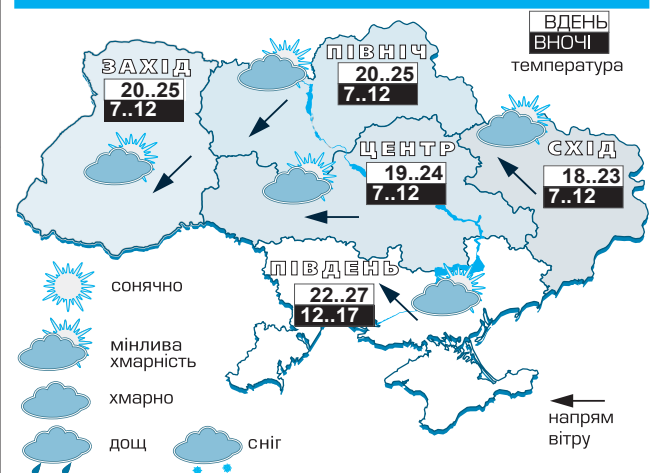 ВДЕНЬ
ВНОЧІ
температура
ЗАХІД
20..25
7..12
ПІВНІЧ
20..25
7..12
ЦЕНТР
19..24
7..12
СХІД
18..23
7..12
ПІВДЕНЬ
22..27
12..17
сонячно
мінлива
хмарність
хмарно
дощ
сніг
напрям
вітру